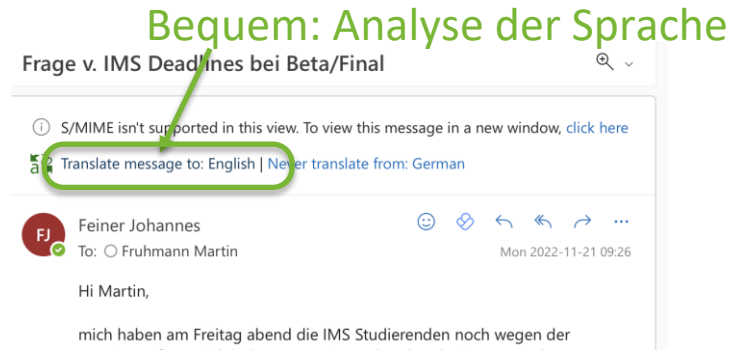 Bequem: Analyse der Sprache
Frage v. IMS Deadlines bei Beta/Final
S/MIME isn't supported in this view. To view this message in a new window, click here
Translate message to: English | Never translate from: German
FJ
Feiner Johannes
To: Fruhmann Martin
Mon 2022-11-21 09:26
Hi Martin,
mich haben am Freitag abend die IMS Studierenden noch wegen der